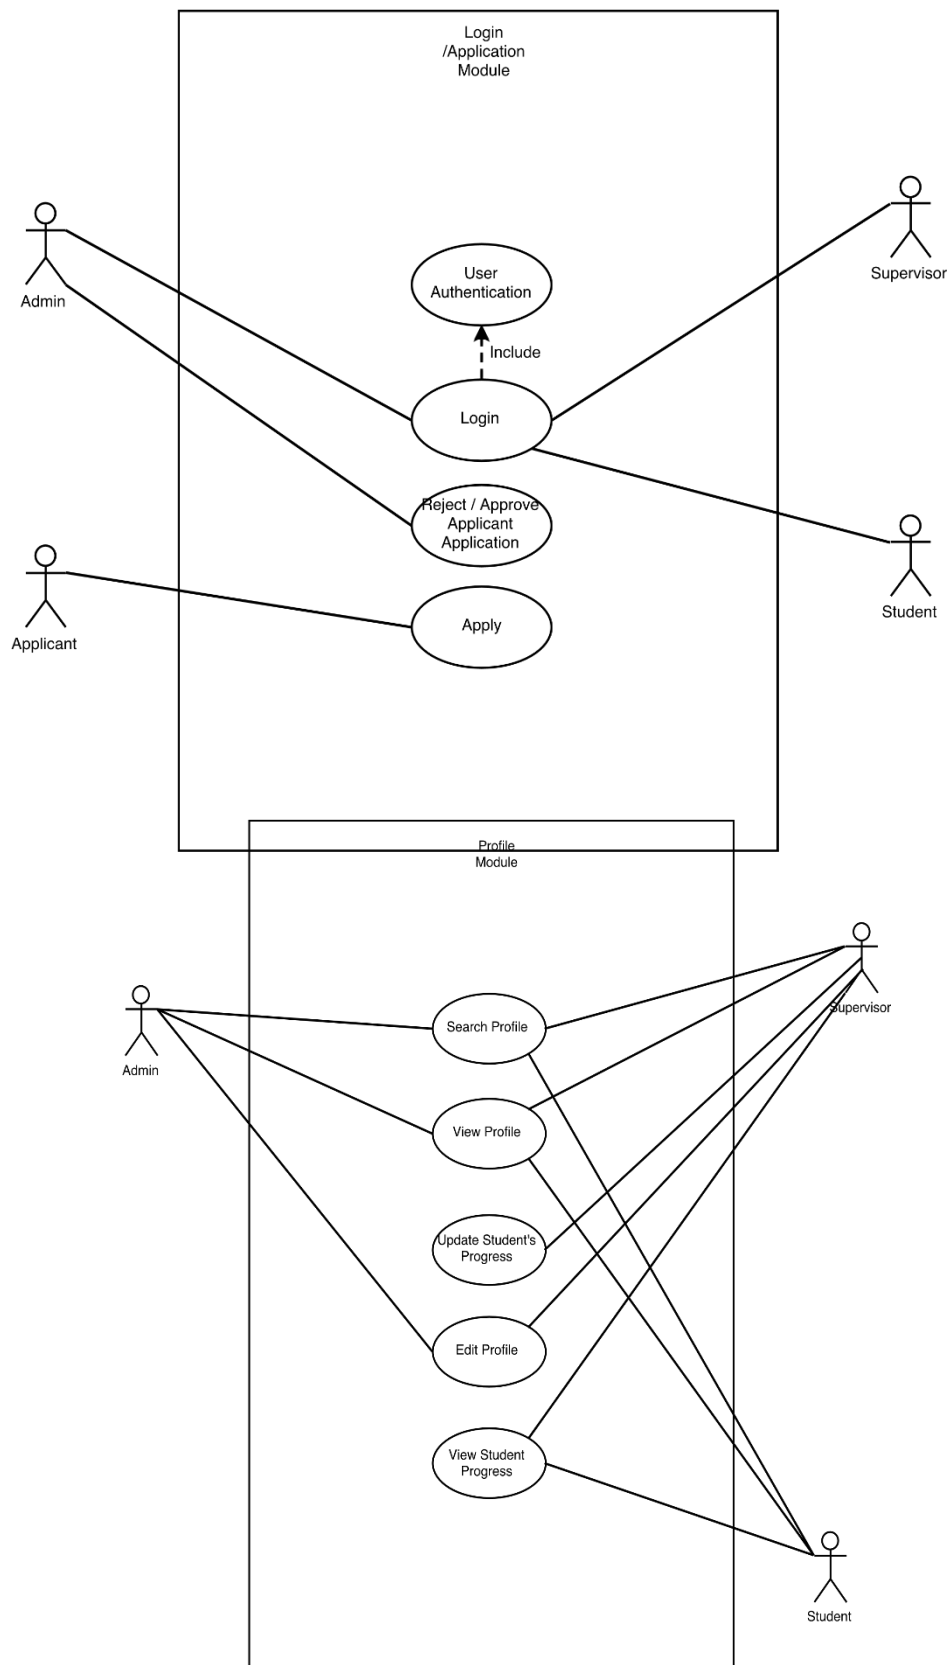 Login
/Application
Module
User
Authentication
Include
Login
Reject / Approve
Applicant
Application
Apply
Admin
Applicant
Supervisor
Student
Profile
Module
Search Profile
View Profile
Update Student's
Progress
Edit Profile
View Student
Progress
Admin
Supervisor
Student